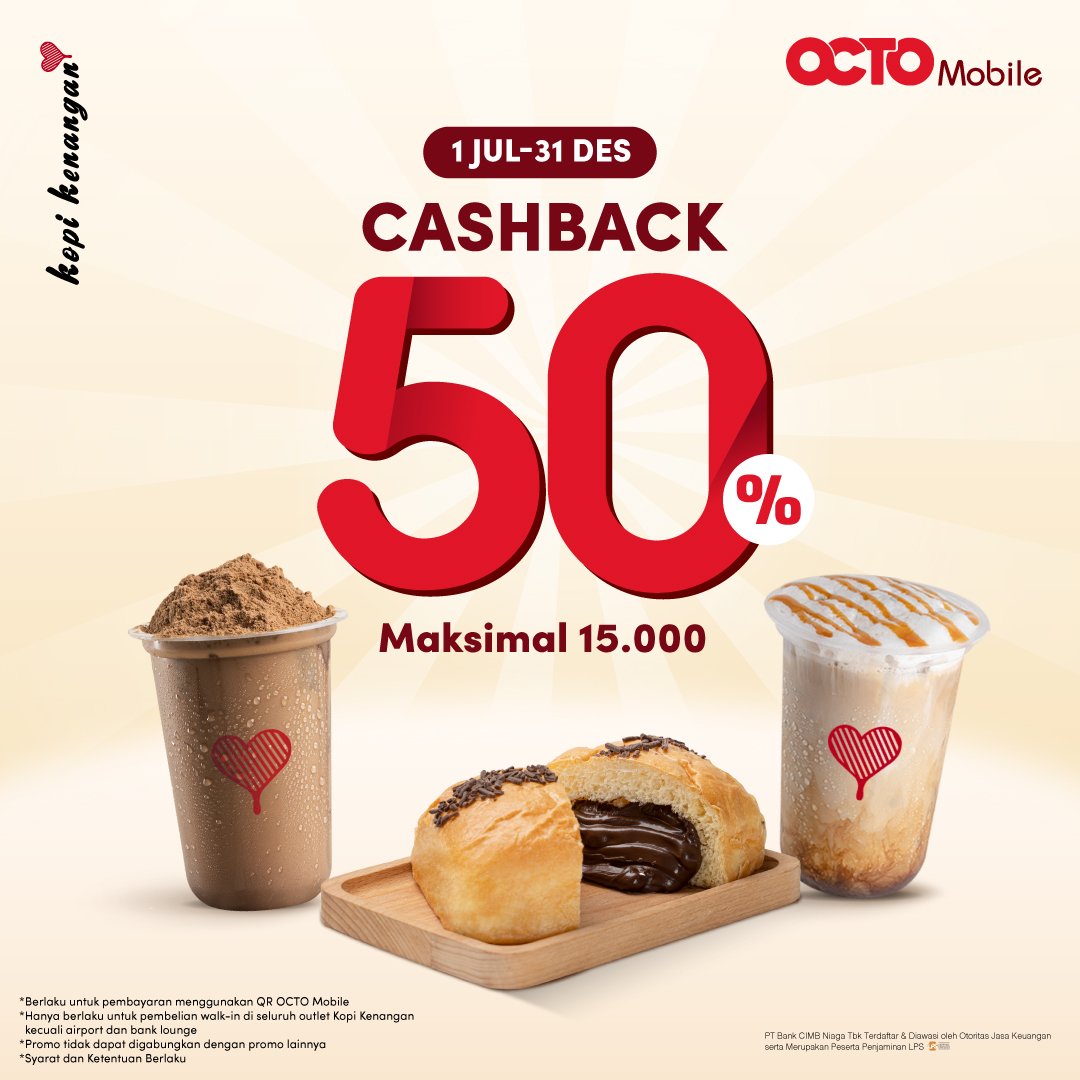 kopi kenangan
OCTO Mobile
1 JUL-31 DES
CASHBACK
50%
Maksimal 15.000
*Berlaku untuk pembayaran menggunakan QR OCTO Mobile
*Hanya berlaku untuk pembelian walk-in di seluruh outlet Kopi Kenangan
kecuali airport dan bank lounge
*Promo tidak dapat digabungkan dengan promo lainnya
*Syarat dan Ketentuan Berlaku
PT Bank CIMB Niaga Tbk Terdaftar & Diawasi oleh Otoritas Jasa Keuangan
serta Merupakan Peserta Penjaminan LPS